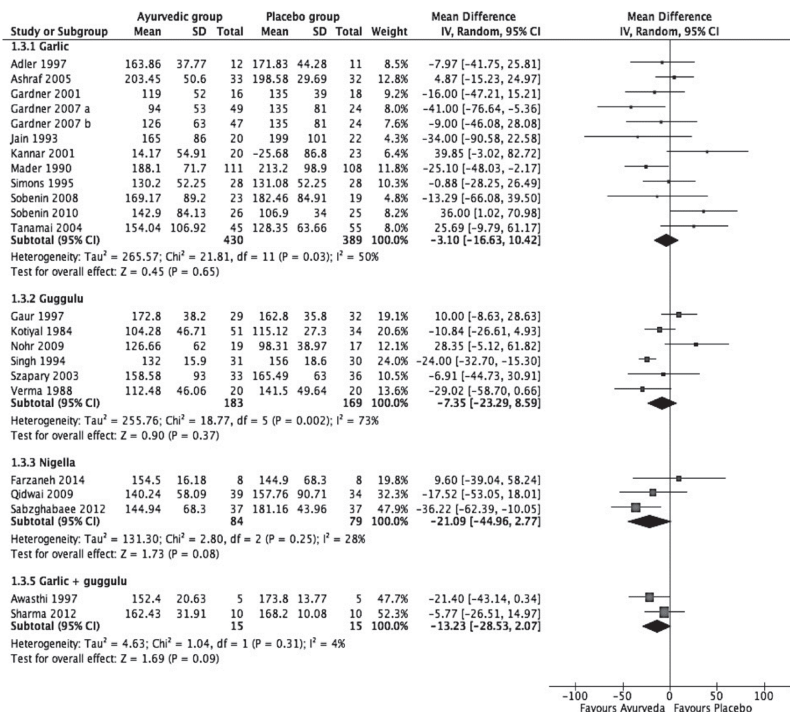 Ayurvedic group Placebo group Mean Difference Mean Difference
Study or Subgroup Mean SD Total Mean SD Total Weight IV, Random, 95% CI IV, Random, 95% CI
1.3.1 Garlic
Adler 1997 163.86 37.77 12 171.83 44.28 11 8.5% -7.97 [-41.75, 25.81]
Ashraf 2005 203.45 50.6 33 198.58 29.69 32 12.8% 4.87 [-15.23, 24.97]
Gardner 2001 119 52 16 135 39 18 9.2% -16.00 [-47.21, 15.21]
Gardner 2007 a 94 53 49 135 81 24 8.0% -41.00 [-76.64, -5.36]
Gardner 2007 b 126 63 47 135 81 24 7.6% -9.00 [-46.08, 28.08]
Jain 1993 165 86 20 199 101 22 4.3% -34.00 [-90.58, 22.58]
Kannar 2001 14.17 54.91 20 -25.68 86.8 23 6.4% 39.85 [-3.02, 82.72]
Mader 1990 188.1 71.7 111 213.2 98.9 108 11.8% -25.10 [-48.03, -2.17]
Simons 1995 130.2 52.25 28 131.08 52.25 28 10.3% -0.88 [-28.25, 26.49]
Sobenin 2008 169.17 89.2 23 182.46 84.91 19 4.8% -13.29 [-66.08, 39.50]
Sobenin 2010 142.9 84.13 26 106.9 34 25 8.2% 36.00 [1.02, 70.98]
Tanamai 2004 154.04 106.92 45 128.35 63.66 55 8.0% 25.69 [-9.79, 61.17]
Subtotal (95% CI) 430 389 100.0% -3.10 [-16.63, 10.42]
Heterogeneity: Tau² = 265.57; Chi² = 21.81, df = 11 (P = 0.03); I² = 50%
Test for overall effect: Z = 0.45 (P = 0.65)
1.3.2 Guggulu
Gaur 1997 172.8 38.2 29 162.8 35.8 32 19.1% 10.00 [-8.63, 28.63]
Kotiyal 1984 104.28 46.71 51 115.12 27.3 34 20.6% -10.84 [-26.61, 4.93]
Nohr 2009 126.66 62 19 98.31 38.97 17 12.1% 28.35 [-5.12, 61.82]
Singh 1994 132 15.9 31 156 18.6 30 24.0% -24.00 [-32.70, -15.30]
Szapary 2003 158.58 93 33 165.49 63 36 10.6% -6.91 [-44.73, 30.91]
Verma 1988 112.48 46.06 20 141.5 49.64 20 13.6% -29.02 [-58.70, 0.66]
Subtotal (95% CI) 183 169 100.0% -7.35 [-23.29, 8.59]
Heterogeneity: Tau² = 255.76; Chi² = 18.77, df = 5 (P = 0.002); I² = 73%
Test for overall effect: Z = 0.90 (P = 0.37)
1.3.3 Nigella
Farzaneh 2014 154.5 16.18 8 144.9 68.3 8 19.8% 9.60 [-39.04, 58.24]
Qidwai 2009 140.24 58.09 39 157.76 90.71 34 32.3% -17.52 [-53.05, 18.01]
Sabzghabaee 2012 144.94 68.3 37 181.16 43.96 37 47.9% -36.22 [-62.39, -10.05]
Subtotal (95% CI) 84 79 100.0% -21.09 [-44.96, 2.77]
Heterogeneity: Tau² = 131.30; Chi² = 2.80, df = 2 (P = 0.25); I² = 28%
Test for overall effect: Z = 1.73 (P = 0.08)
1.3.5 Garlic + guggulu
Awasthi 1997 152.4 20.63 5 173.8 13.77 5 47.7% -21.40 [-43.14, 0.34]
Sharma 2012 162.43 31.91 10 168.2 10.08 10 52.3% -5.77 [-26.51, 14.97]
Subtotal (95% CI) 15 15 100.0% -13.23 [-28.53, 2.07]
Heterogeneity: Tau² = 4.63; Chi² = 1.04, df = 1 (P = 0.31); I² = 4%
Test for overall effect: Z = 1.69 (P = 0.09)
-100 -50 0 50 100
Favours Ayurveda Favours Placebo